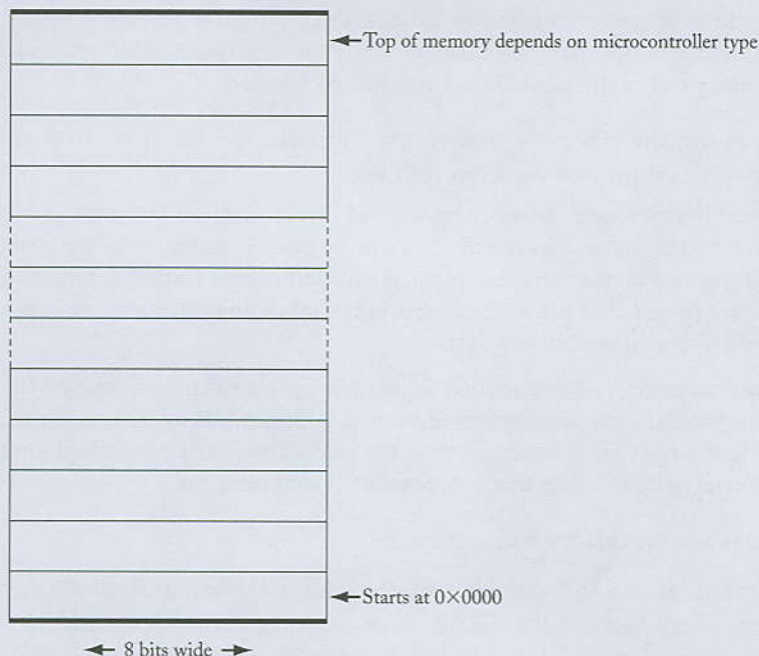 Top of memory depends on microcontroller type
Starts at 0×0000
8 bits wide